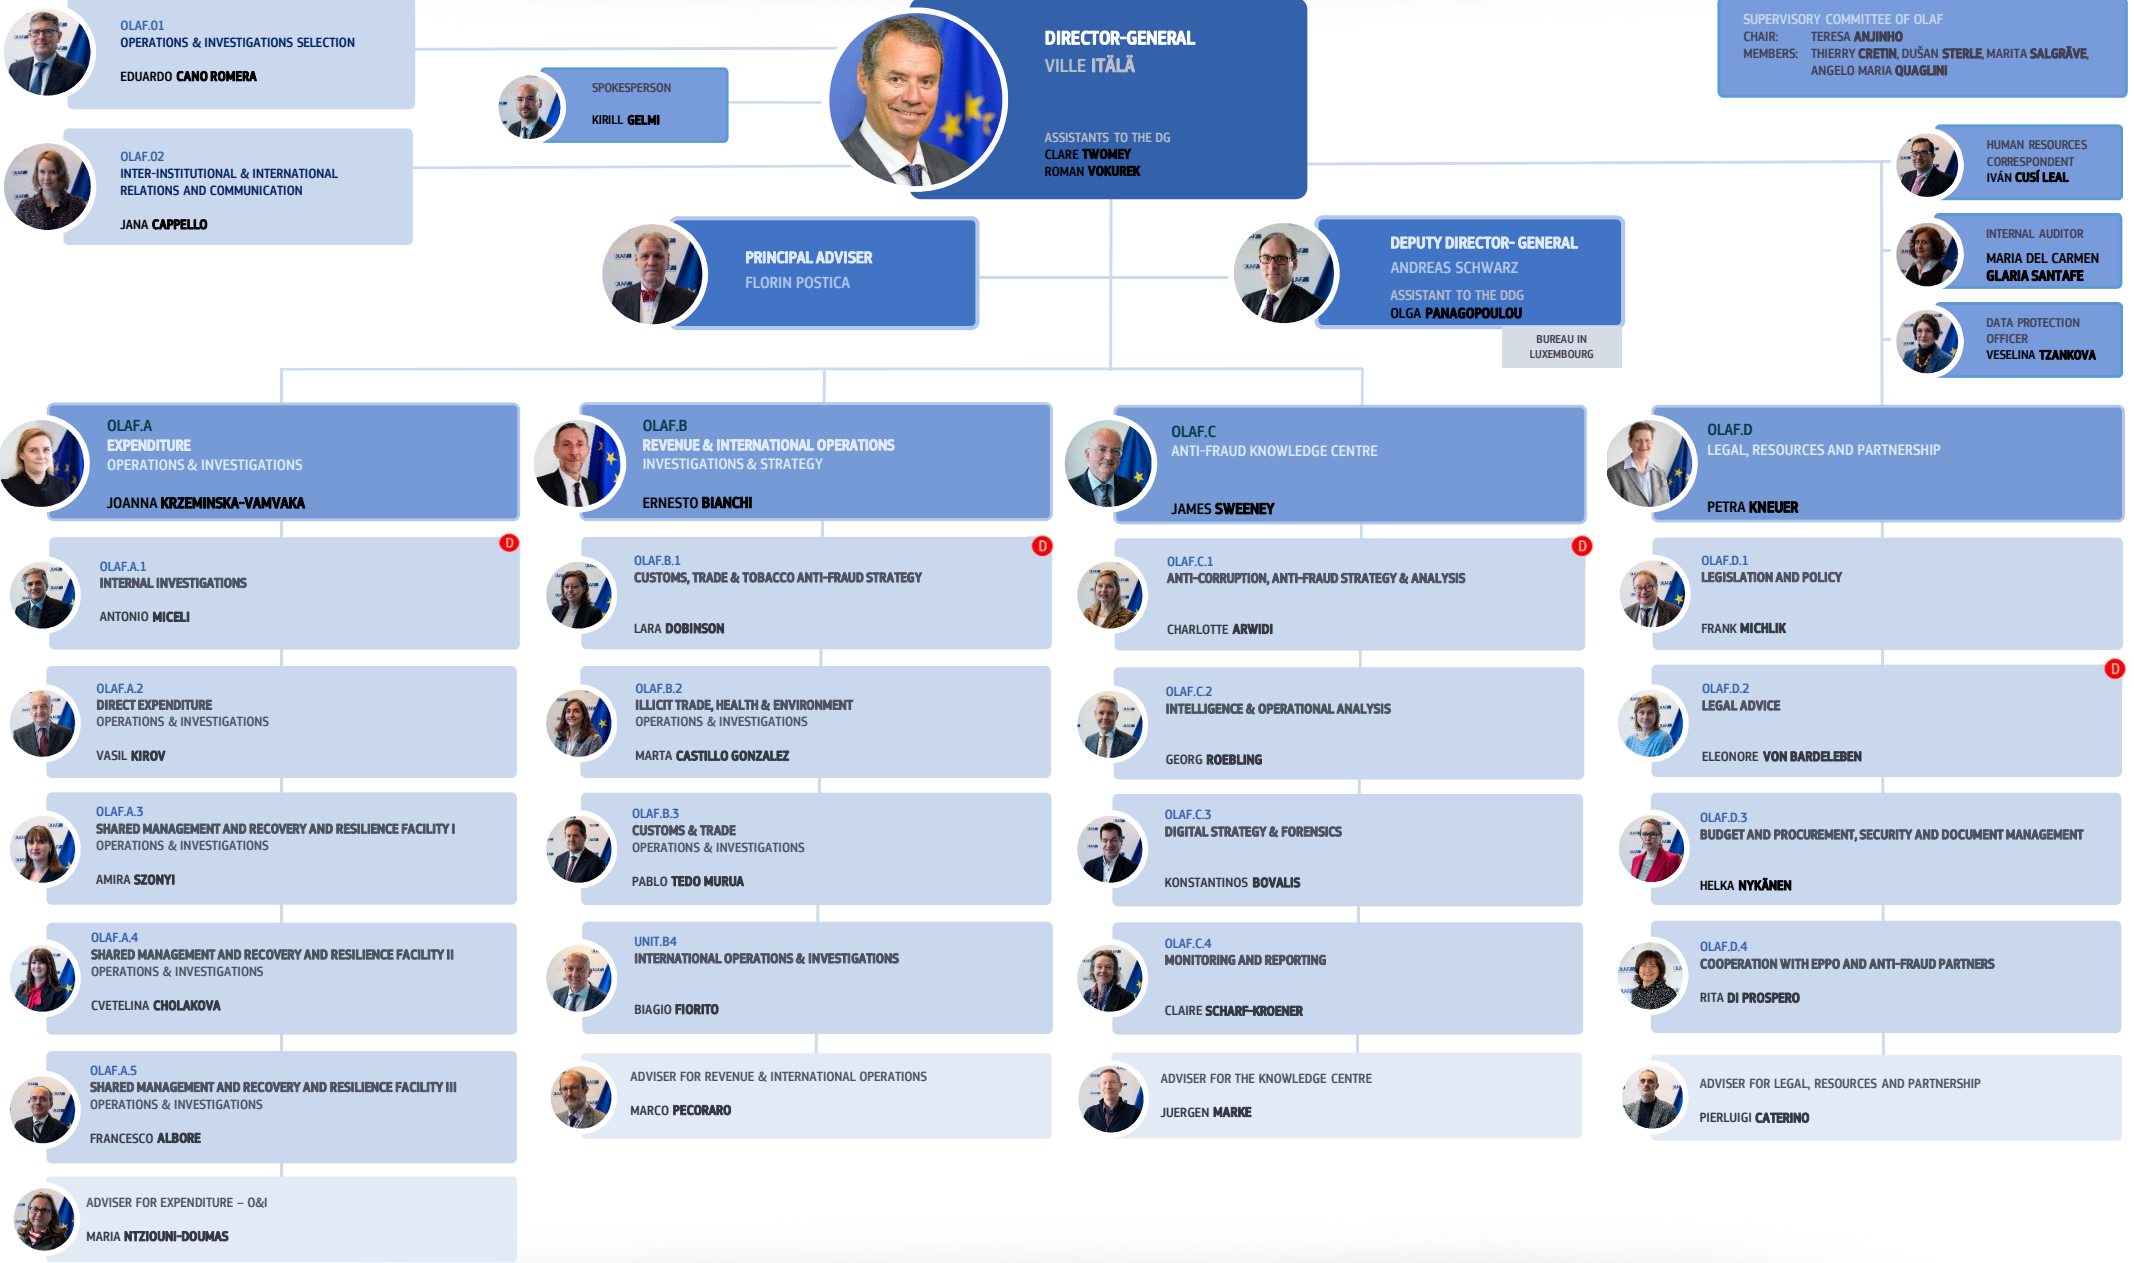 OLAF.01
OPERATIONS & INVESTIGATIONS SELECTION
EDUARDO CANO ROMERA
OLAF.02
INTER-INSTITUTIONAL & INTERNATIONAL
RELATIONS AND COMMUNICATION
JANA CAPPELLO
SPOKESPERSON
KIRILL GELMI
DIRECTOR-GENERAL
VILLE ITÄLÄ
ASSISTANTS TO THE DG
CLARE TWOMEY
ROMAN VOKUREK
SUPERVISORY COMMITTEE OF OLAF
CHAIR: TERESA ANJINHO
MEMBERS: THIERRY CRETIN, DUŠAN STERLE, MARITA SALGRĀVE,
ANGELO MARIA QUAGLINI
HUMAN RESOURCES
CORRESPONDENT
IVÁN CUSÍ LEAL
INTERNAL AUDITOR
MARIA DEL CARMEN
GLARIA SANTAFE
DATA PROTECTION
OFFICER
VESELINA TZANKOVA
PRINCIPAL ADVISER
FLORIN POSTICA
DEPUTY DIRECTOR- GENERAL
ANDREAS SCHWARZ
ASSISTANT TO THE DDG
OLGA PANAGOPOULOU
BUREAU IN
LUXEMBOURG
OLAF.A
EXPENDITURE
OPERATIONS & INVESTIGATIONS
JOANNA KRZEMINSKA-VAMVAKA
D
OLAF.A.1
INTERNAL INVESTIGATIONS
ANTONIO MICELI
OLAF.A.2
DIRECT EXPENDITURE
OPERATIONS & INVESTIGATIONS
VASIL KIROV
OLAF.A.3
SHARED MANAGEMENT AND RECOVERY AND RESILIENCE FACILITY I
OPERATIONS & INVESTIGATIONS
AMIRA SZONYI
OLAF.A.4
SHARED MANAGEMENT AND RECOVERY AND RESILIENCE FACILITY II
OPERATIONS & INVESTIGATIONS
CVETELINA CHOLAKOVA
OLAF.A.5
SHARED MANAGEMENT AND RECOVERY AND RESILIENCE FACILITY III
OPERATIONS & INVESTIGATIONS
FRANCESCO ALBORE
ADVISER FOR EXPENDITURE – O&I
MARIA NTZIOUNI-DOUMAS
OLAF.B
REVENUE & INTERNATIONAL OPERATIONS
INVESTIGATIONS & STRATEGY
ERNESTO BIANCHI
D
OLAF.B.1
CUSTOMS, TRADE & TOBACCO ANTI-FRAUD STRATEGY
LARA DOBINSON
OLAF.B.2
ILLICIT TRADE, HEALTH & ENVIRONMENT
OPERATIONS & INVESTIGATIONS
MARTA CASTILLO GONZALEZ
OLAF.B.3
CUSTOMS & TRADE
OPERATIONS & INVESTIGATIONS
PABLO TEDO MURUA
UNIT.B4
INTERNATIONAL OPERATIONS & INVESTIGATIONS
BIAGIO FIORITO
ADVISER FOR REVENUE & INTERNATIONAL OPERATIONS
MARCO PECORARO
OLAF.C
ANTI-FRAUD KNOWLEDGE CENTRE
JAMES SWEENEY
D
OLAF.C.1
ANTI-CORRUPTION, ANTI-FRAUD STRATEGY & ANALYSIS
CHARLOTTE ARWIDI
OLAF.C.2
INTELLIGENCE & OPERATIONAL ANALYSIS
GEORG ROEBLING
OLAF.C.3
DIGITAL STRATEGY & FORENSICS
KONSTANTINOS BOVALIS
OLAF.C.4
MONITORING AND REPORTING
CLAIRE SCHARF-KROENER
ADVISER FOR THE KNOWLEDGE CENTRE
JUERGEN MARKE
OLAF.D
LEGAL, RESOURCES AND PARTNERSHIP
PETRA KNEUER
OLAF.D.1
LEGISLATION AND POLICY
FRANK MICHLIK
D
OLAF.D.2
LEGAL ADVICE
ELEONORE VON BARDELEBEN
OLAF.D.3
BUDGET AND PROCUREMENT, SECURITY AND DOCUMENT MANAGEMENT
HELKA NYKÄNEN
OLAF.D.4
COOPERATION WITH EPPO AND ANTI-FRAUD PARTNERS
RITA DI PROSPERO
ADVISER FOR LEGAL, RESOURCES AND PARTNERSHIP
PIERLUIGI CATERINO